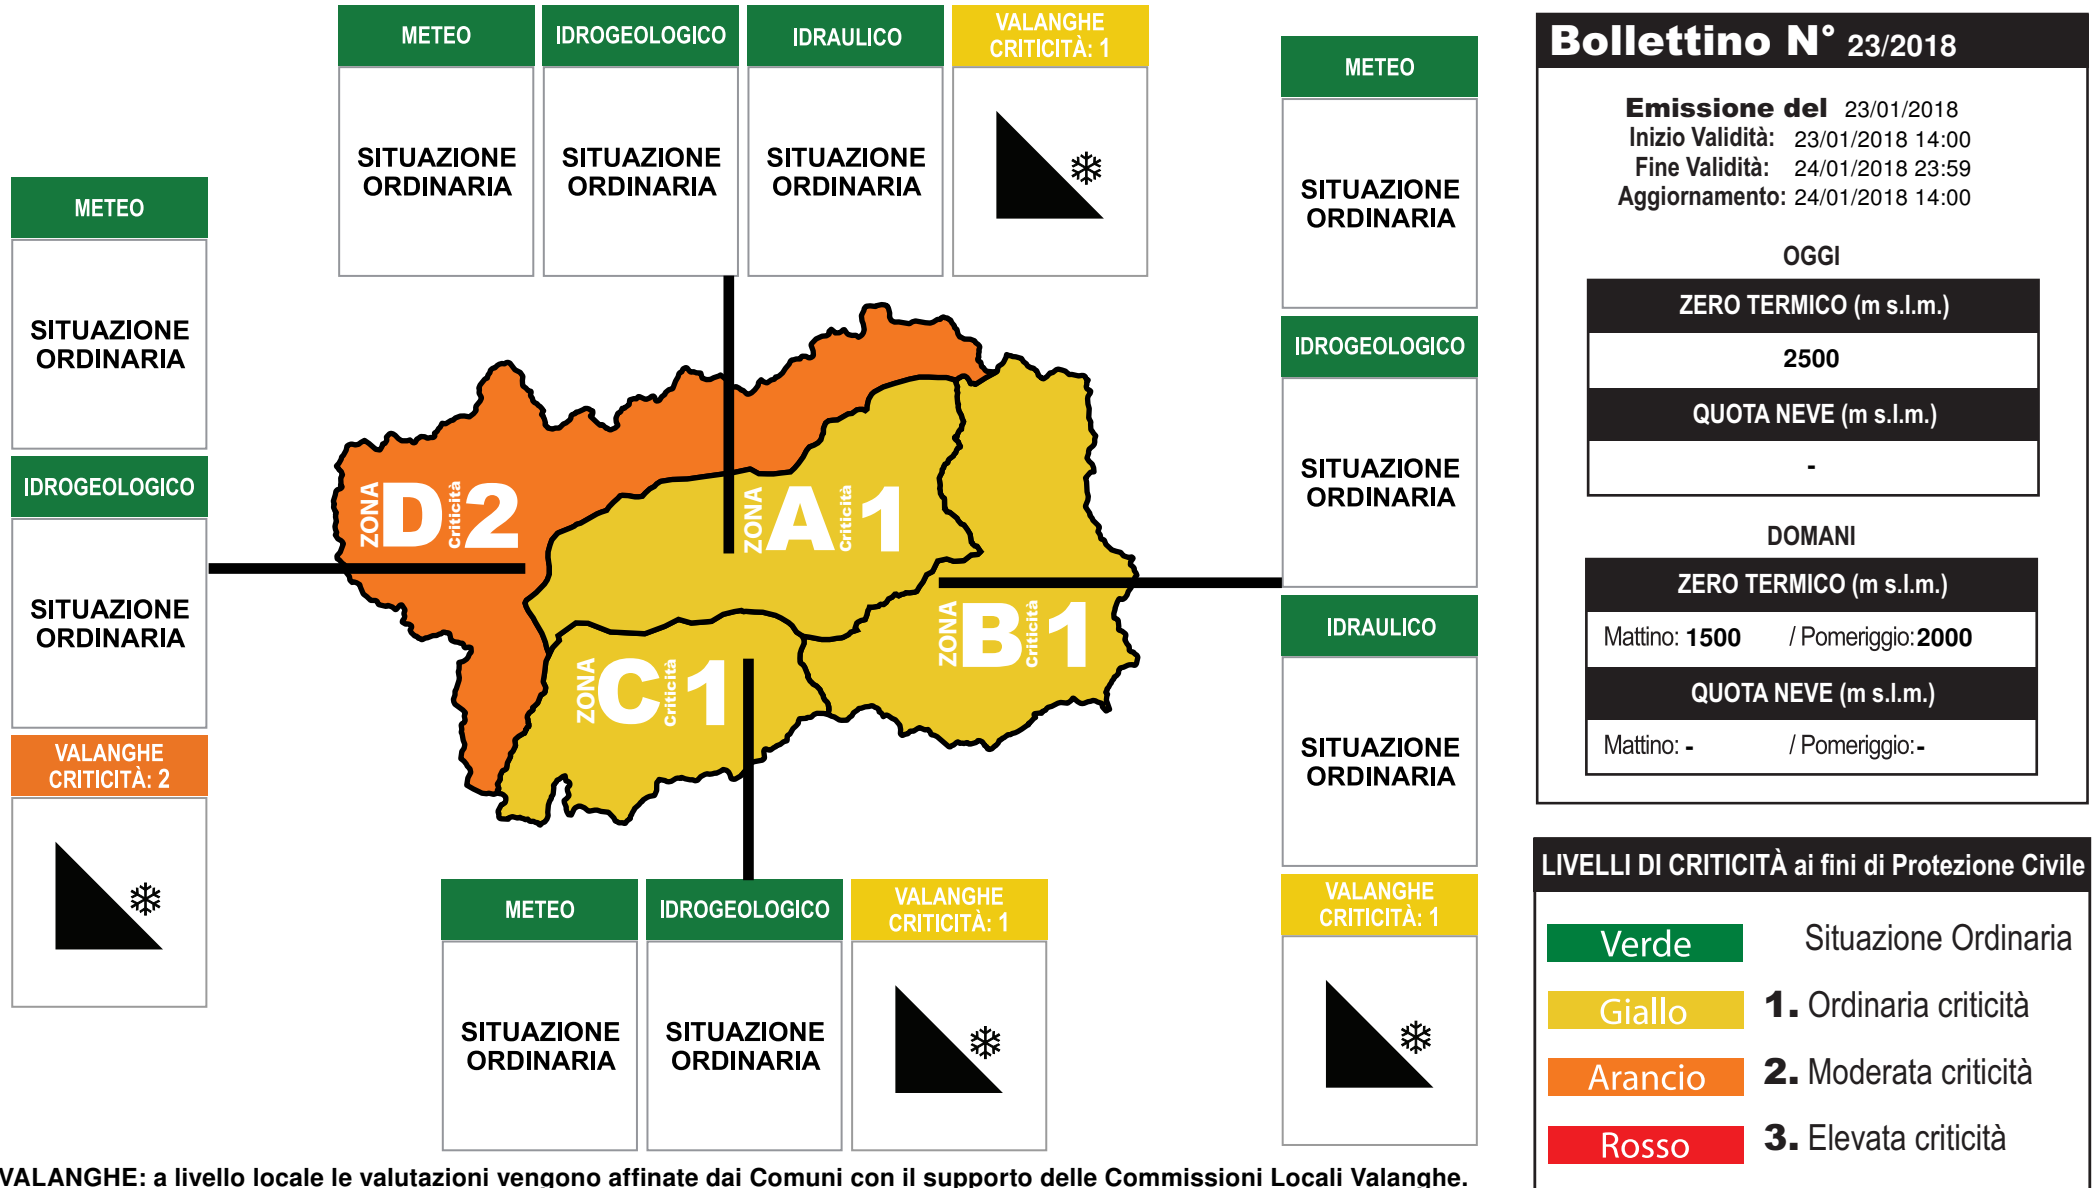 METEO
SITUAZIONE
ORDINARIA
IDROGEOLOGICO
SITUAZIONE
ORDINARIA
IDRAULICO
SITUAZIONE
ORDINARIA
VALANGHE
CRITICITÀ: 1
METEO
SITUAZIONE
ORDINARIA
IDROGEOLOGICO
SITUAZIONE
ORDINARIA
VALANGHE
CRITICITÀ: 2
ZONA D Criticità 2
ZONA A Criticità 1
ZONA B Criticità 1
ZONA C Criticità 1
METEO
SITUAZIONE
ORDINARIA
IDROGEOLOGICO
SITUAZIONE
ORDINARIA
IDRAULICO
SITUAZIONE
ORDINARIA
VALANGHE
CRITICITÀ: 1
METEO
SITUAZIONE
ORDINARIA
IDROGEOLOGICO
SITUAZIONE
ORDINARIA
VALANGHE
CRITICITÀ: 1
VALANGHE: a livello locale le valutazioni vengono affinate dai Comuni con il supporto delle Commissioni Locali Valanghe.
Bollettino N° 23/2018
Emissione del 23/01/2018
Inizio Validità: 23/01/2018 14:00
Fine Validità: 24/01/2018 23:59
Aggiornamento: 24/01/2018 14:00
OGGI
ZERO TERMICO (m s.l.m.)
2500
QUOTA NEVE (m s.l.m.)
-
DOMANI
ZERO TERMICO (m s.l.m.)
Mattino: 1500 / Pomeriggio: 2000
QUOTA NEVE (m s.l.m.)
Mattino: - / Pomeriggio: -
LIVELLI DI CRITICITÀ ai fini di Protezione Civile
Verde Situazione Ordinaria
Giallo 1. Ordinaria criticità
Arancio 2. Moderata criticità
Rosso 3. Elevata criticità